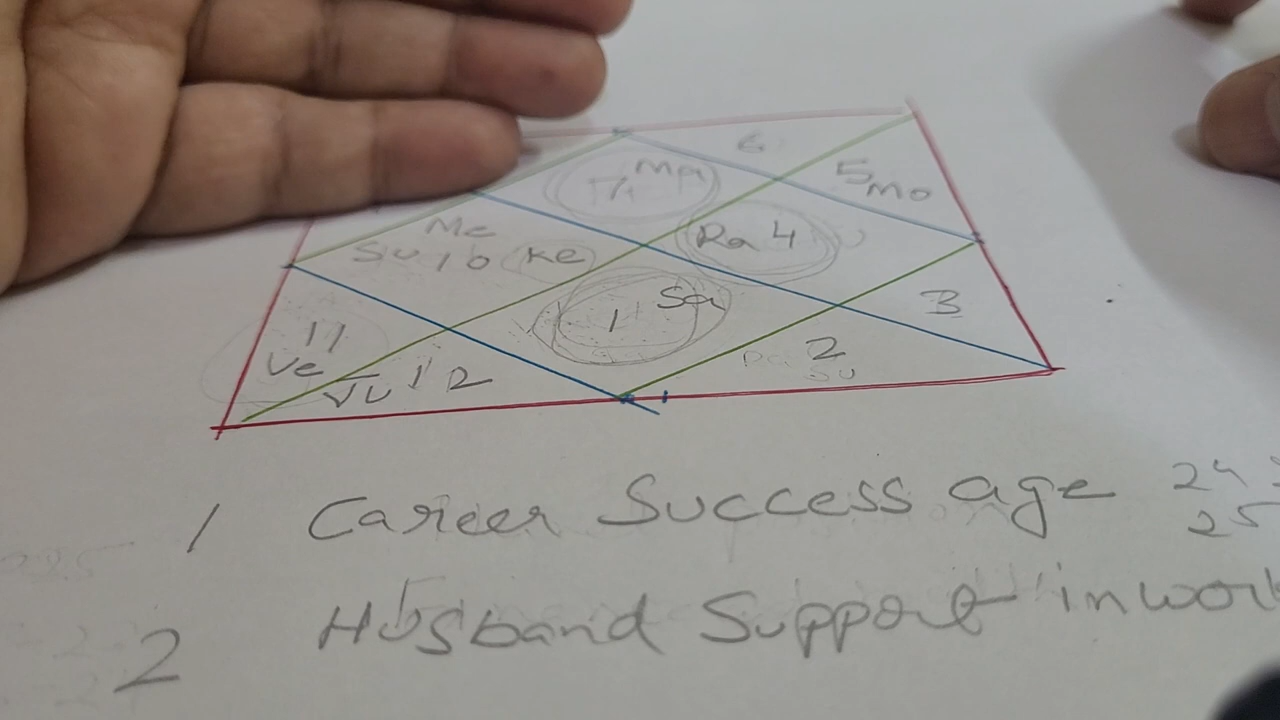 6
7 Ma
5 Mo
Me
Su 10 Ke
Ra 4
1 Sa
3
11
Ve
Ju 12
2
Su
1 Career Success age 24
25
2 Husband Support in work